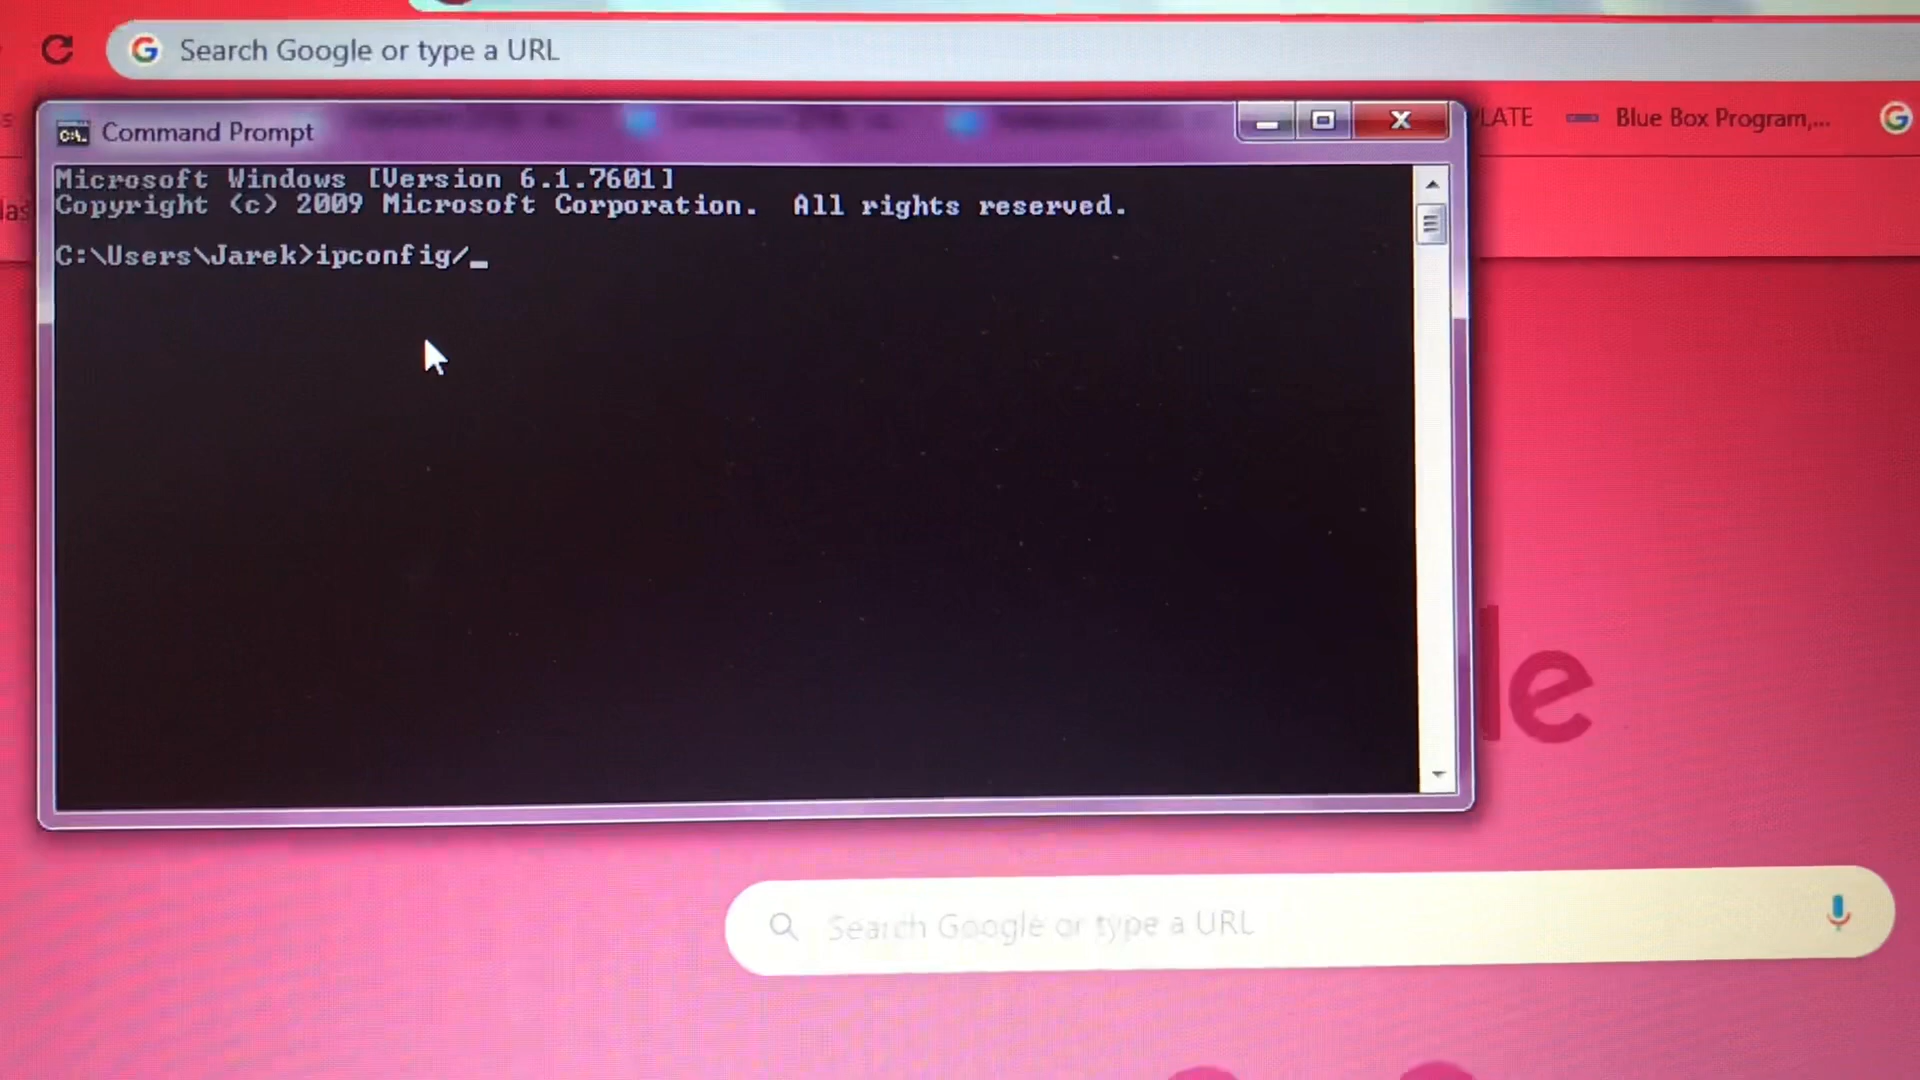 Search Google or type a URL
LATE
Blue Box Program,...
Command Prompt
Microsoft Windows [Version 6.1.7601]
Copyright (c) 2009 Microsoft Corporation. All rights reserved.
C:\Users\Jarek>ipconfig/_
le
Search Google or type a URL